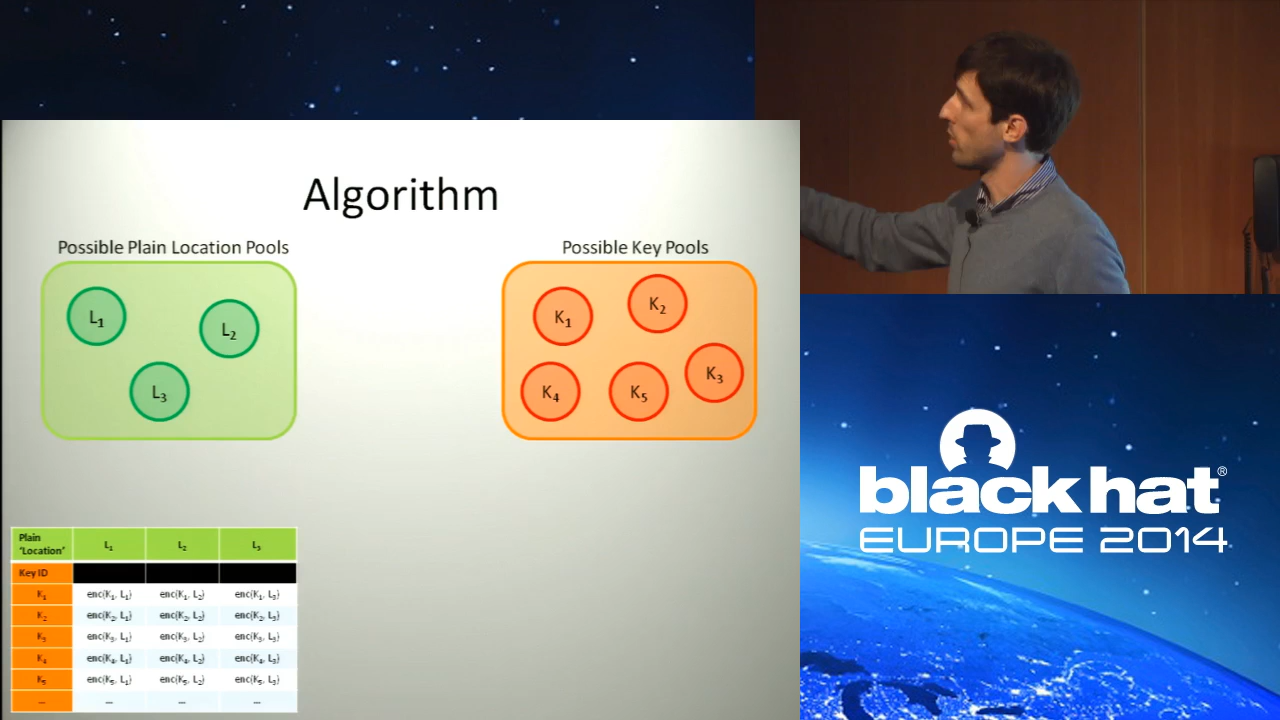 Algorithm
Possible Plain Location Pools
Possible Key Pools
L₁
L₂
L₃
K₁
K₂
K₃
K₄
K₅
Plain 'Location' L₁ L₂ L₃
Key ID
K₁ enc(K₁, L₁) enc(K₁, L₂) enc(K₁, L₃)
K₂ enc(K₂, L₁) enc(K₂, L₂) enc(K₂, L₃)
K₃ enc(K₃, L₁) enc(K₃, L₂) enc(K₃, L₃)
K₄ enc(K₄, L₁) enc(K₄, L₂) enc(K₄, L₃)
K₅ enc(K₅, L₁) enc(K₅, L₂) enc(K₅, L₃)
... ... ... ...
black hat®
EUROPE 2014